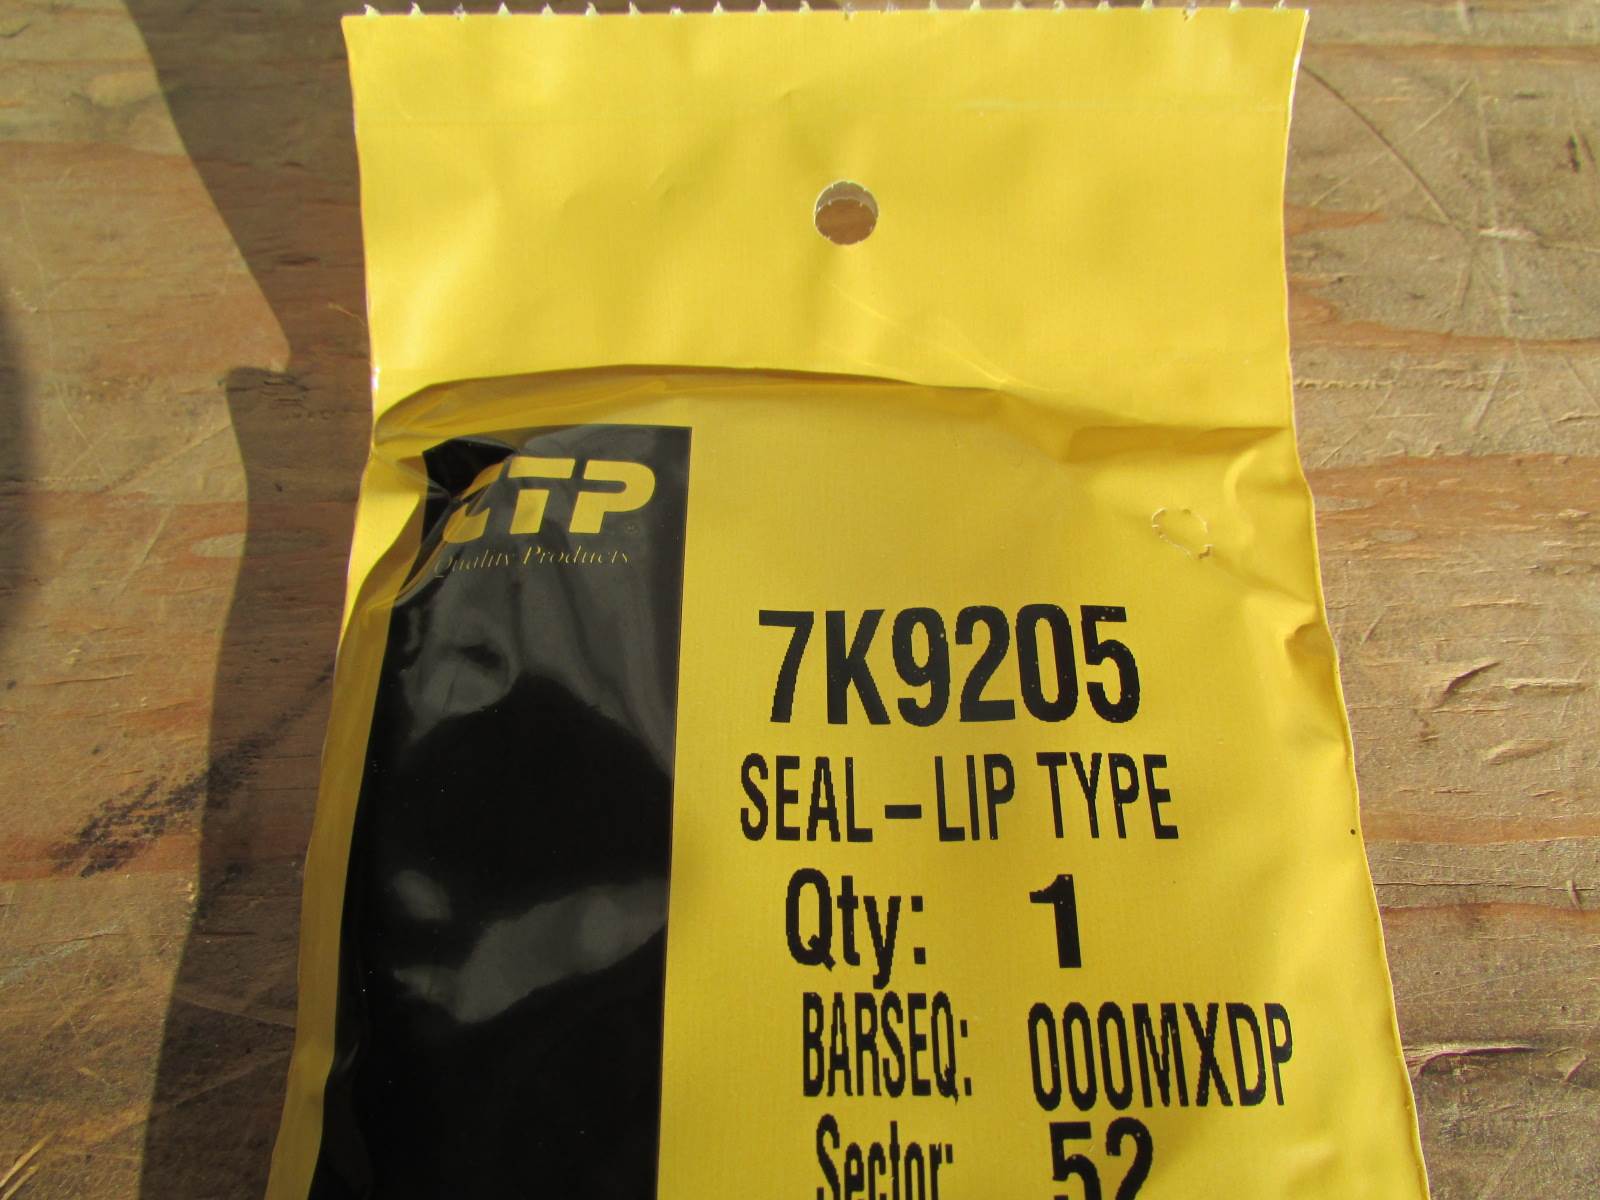 CTP
Quality Products
7K9205
SEAL-LIP TYPE
Qty: 1
BARSEQ: 000MXDP
Sector: 52